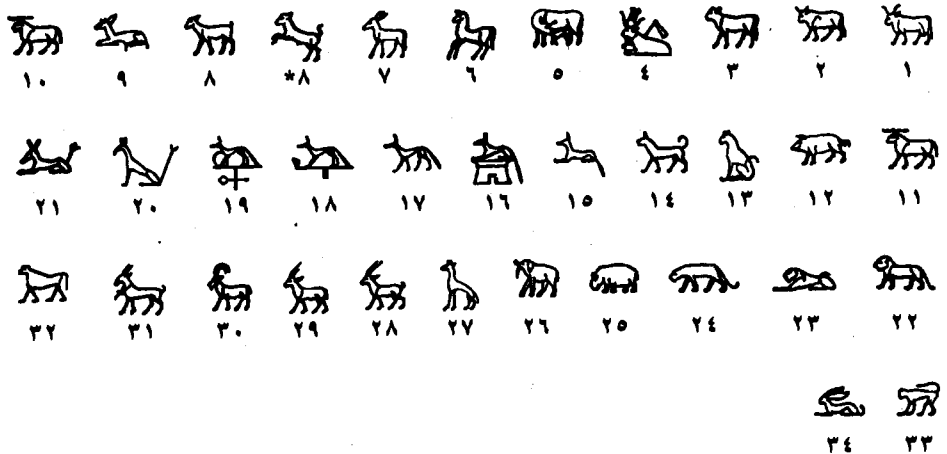 ١ ٢ ٣ ٤ ٥ ٦ ٧ ٨* ٨ ٩ ١٠
١١ ١٢ ١٣ ١٤ ١٥ ١٦ ١٧ ١٨ ١٩ ٢٠ ٢١
٢٢ ٢٣ ٢٤ ٢٥ ٢٦ ٢٧ ٢٨ ٢٩ ٣٠ ٣١ ٣٢
٣٣ ٣٤